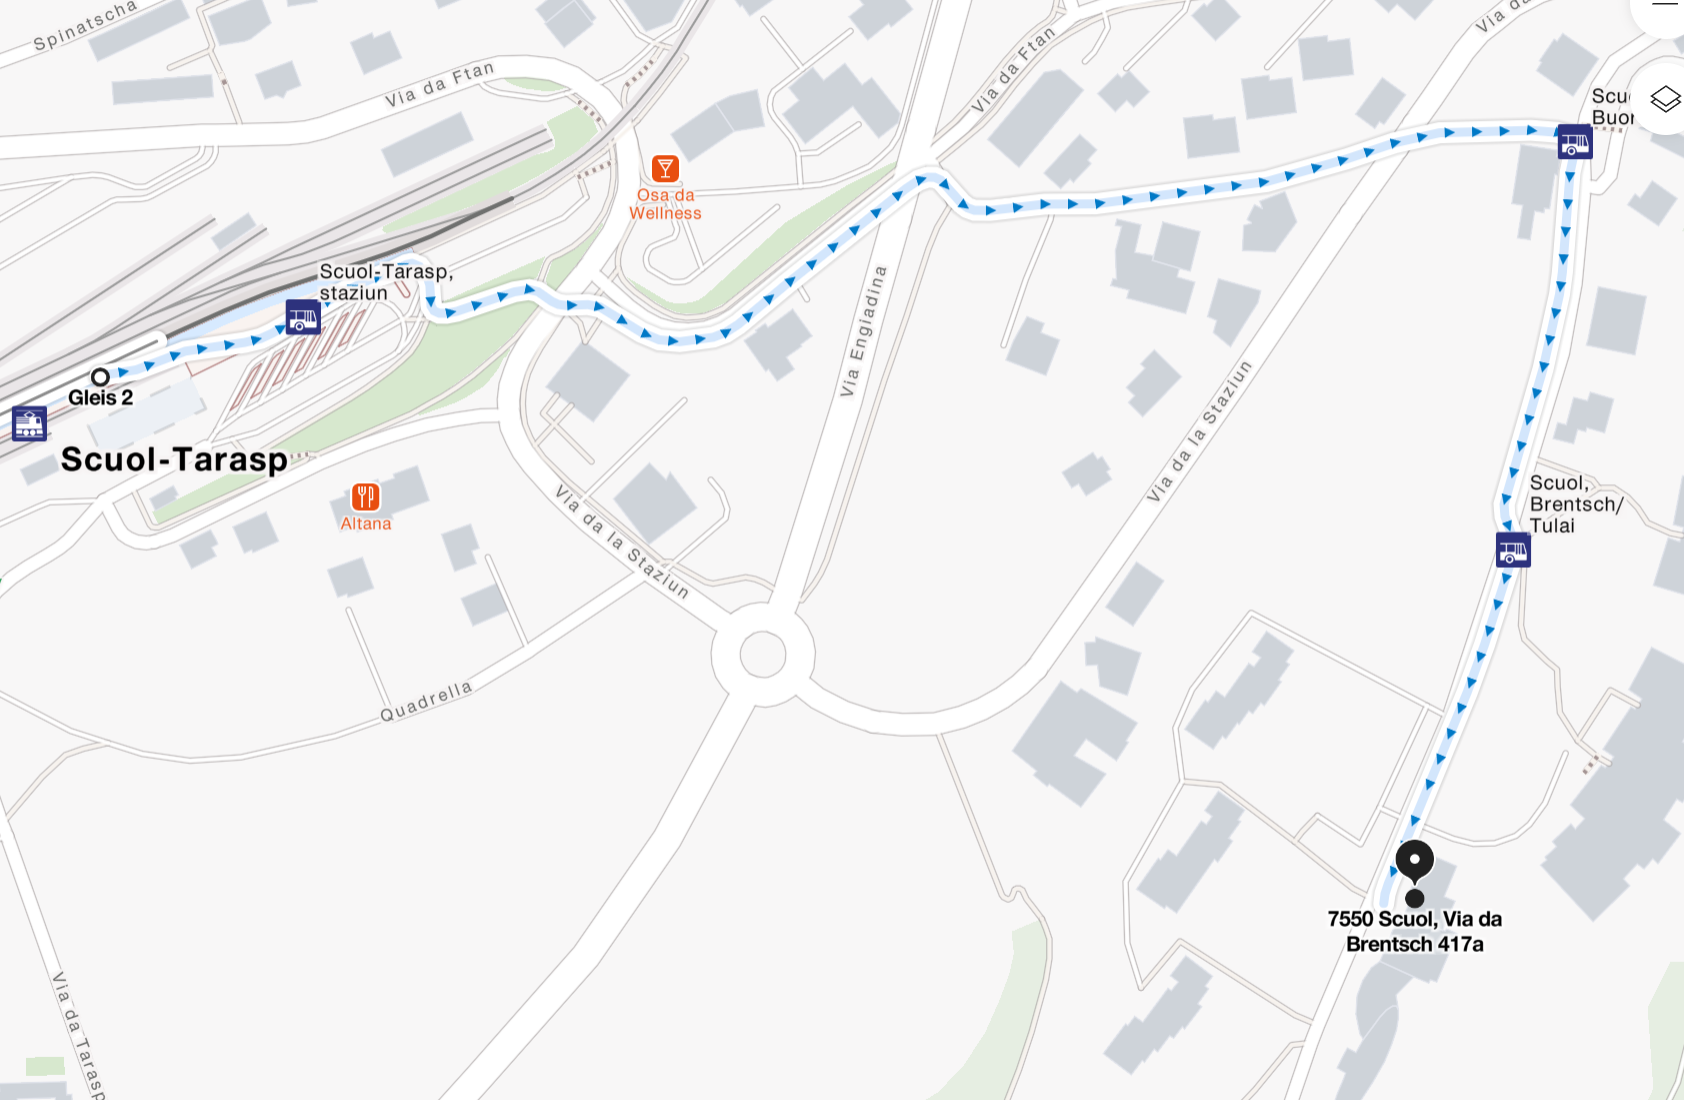 Spinatscha
Via da Ftan
Via da Ftan
Via da
Scuol-Tarasp,
staziun
Osa da
Wellness
Gleis 2
Scuol-Tarasp
Altana
Via da la Staziun
Via Engiadina
Via da la Staziun
Quadrella
Scuol,
Brentsch/
Tulai
7550 Scuol, Via da
Brentsch 417a
Via da Tarasp